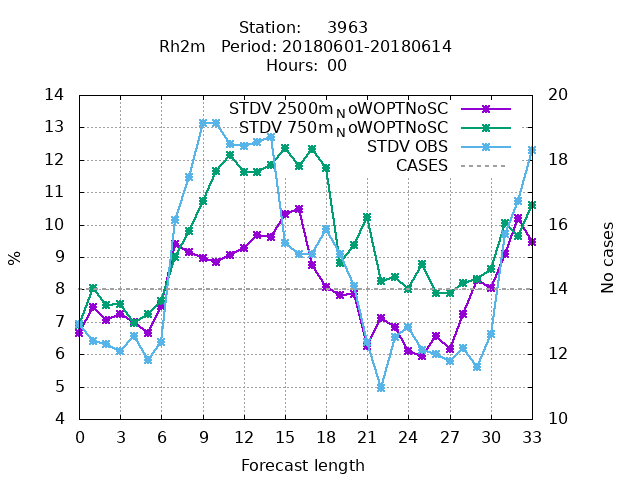 Station: 3963
Rh2m Period: 20180601-20180614
Hours: 00
14
13
12
11
10
9
8
7
6
5
4
20
18
16
14
12
10
%
No cases
STDV 2500m_NoWOPTNoSC
STDV 750m_NoWOPTNoSC
STDV OBS
CASES
0 3 6 9 12 15 18 21 24 27 30 33
Forecast length